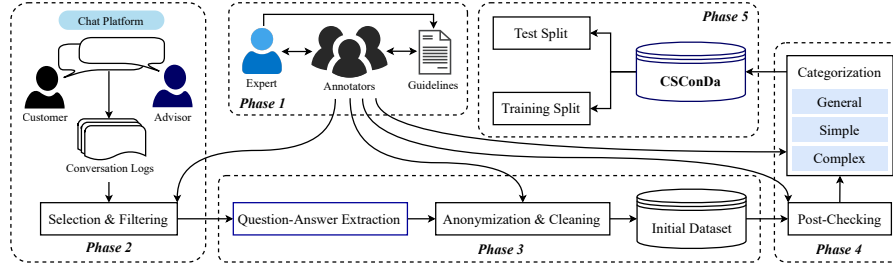 Chat Platform
Customer
Advisor
Conversation Logs
Selection & Filtering
Phase 2
Expert
Annotators
Guidelines
Phase 1
Question-Answer Extraction
Anonymization & Cleaning
Initial Dataset
Phase 3
Phase 5
Test Split
Training Split
CSConDa
Categorization
General
Simple
Complex
Post-Checking
Phase 4